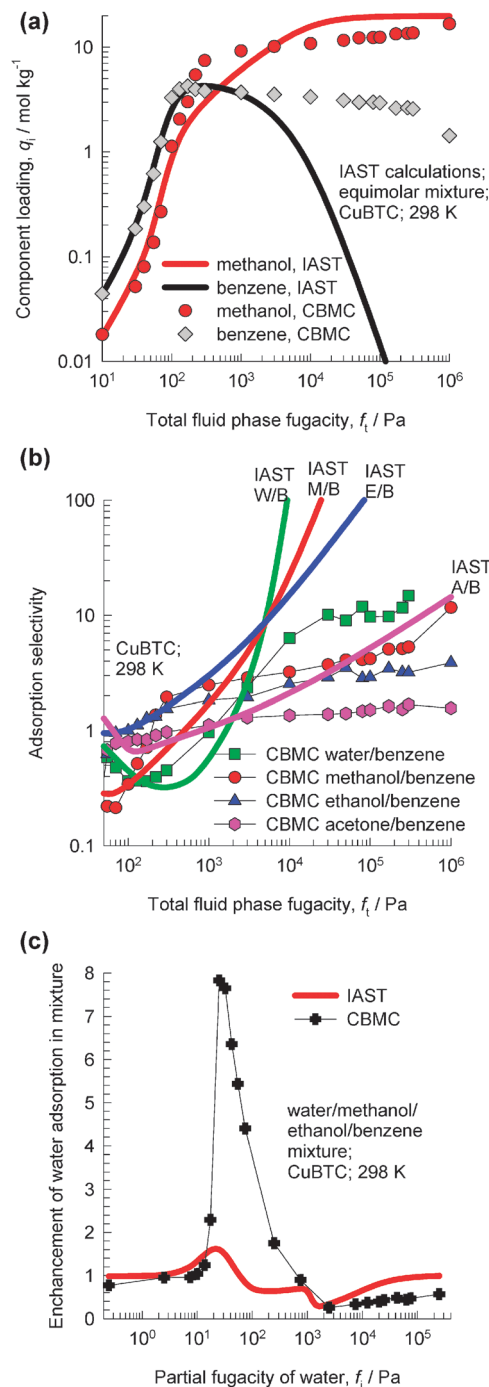 (a)
10
1
0.1
0.01
Component loading, qᵢ / mol kg⁻¹
IAST calculations;
equimolar mixture;
CuBTC; 298 K
methanol, IAST
benzene, IAST
methanol, CBMC
benzene, CBMC
10¹ 10² 10³ 10⁴ 10⁵ 10⁶
Total fluid phase fugacity, fₜ / Pa
(b)
IAST IAST IAST
W/B M/B E/B
100
10
1
0.1
Adsorption selectivity
IAST
A/B
CuBTC;
298 K
CBMC water/benzene
CBMC methanol/benzene
CBMC ethanol/benzene
CBMC acetone/benzene
10² 10³ 10⁴ 10⁵ 10⁶
Total fluid phase fugacity, fₜ / Pa
(c)
8
7
6
5
4
3
2
1
0
Enchancement of water adsorption in mixture
IAST
CBMC
water/methanol/
ethanol/benzene
mixture;
CuBTC; 298 K
10⁰ 10¹ 10² 10³ 10⁴ 10⁵
Partial fugacity of water, fᵢ / Pa